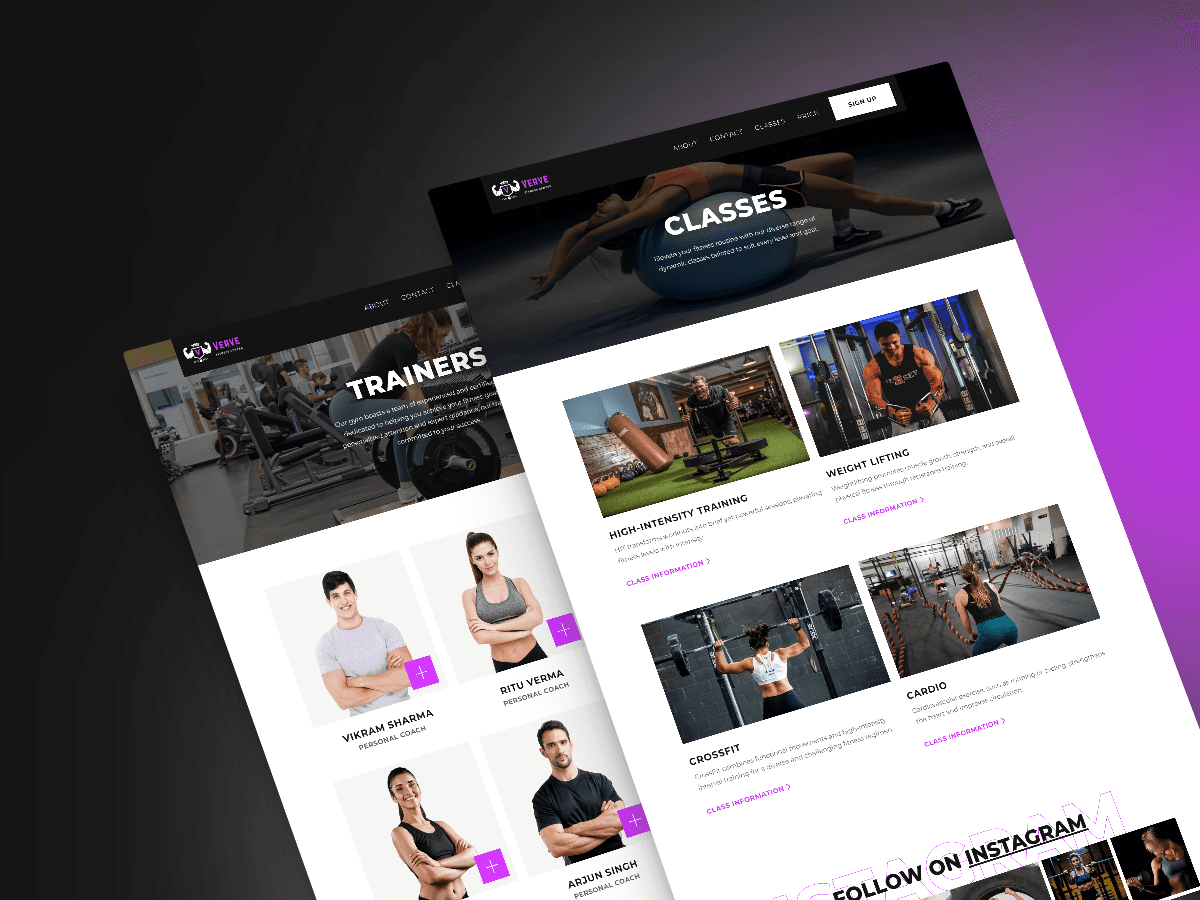 ABOUT
CONTACT
CLASSES
PRICE
SIGN UP
VERVE
FITNESS CENTER
CLASSES
Elevate your fitness routine with our diverse range of
dynamic classes tailored to suit every level and goal.
HIGH-INTENSITY TRAINING
HIIT transforms workouts into brief yet powerful sessions, elevating
fitness levels with intensity.
CLASS INFORMATION
WEIGHT LIFTING
Weightlifting promotes muscle growth, strength, and overall
physical fitness through resistance training.
CLASS INFORMATION
CROSSFIT
CrossFit combines functional movements and high-intensity
interval training for a diverse and challenging fitness regimen
CLASS INFORMATION
CARDIO
Cardiovascular exercise, such as running or cycling, strengthens
the heart and improves circulation.
CLASS INFORMATION
FOLLOW ON INSTAGRAM
ABOUT
CONTACT
CLA
VERVE
FITNESS CENTER
TRAINERS
Our gym boasts a team of experienced and certifie
dedicated to helping you achieve your fitness goa
personalized attention and expert guidance, our tra
committed to your success.
VIKRAM SHARMA
PERSONAL COACH
RITU VERMA
PERSONAL COACH
ARJUN SINGH
PERSONAL COACH